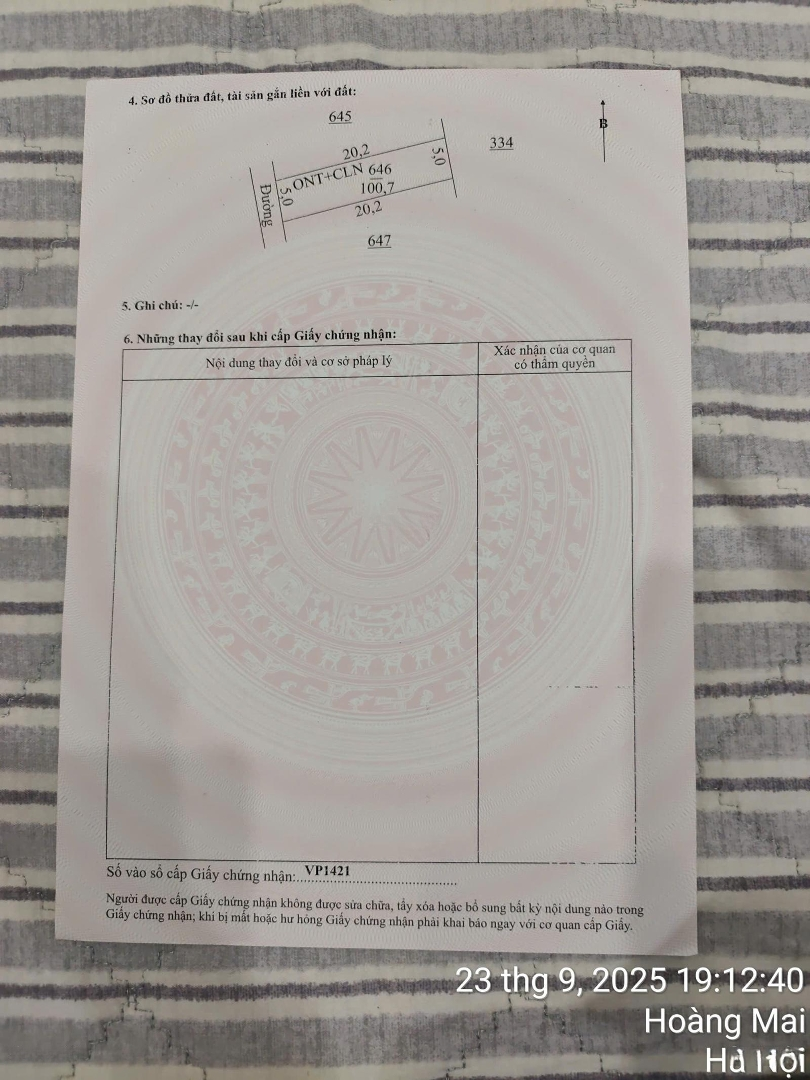 4. Sơ đồ thửa đất, tài sản gắn liền với đất:
645
B
334
20,2
5,0
ONT+CLN 646
100,7
5,0
Đường
20,2
647
5. Ghi chú: -/-
6. Những thay đổi sau khi cấp Giấy chứng nhận:
Nội dung thay đổi và cơ sở pháp lý
Xác nhận của cơ quan
có thẩm quyền
Số vào sổ cấp Giấy chứng nhận: VP1421
Người được cấp Giấy chứng nhận không được sửa chữa, tẩy xóa hoặc bổ sung bất kỳ nội dung nào trong
Giấy chứng nhận; khi bị mất hoặc hư hỏng Giấy chứng nhận phải khai báo ngay với cơ quan cấp Giấy.
23 thg 9, 2025 19:12:40
Hoàng Mai
Hà Nội